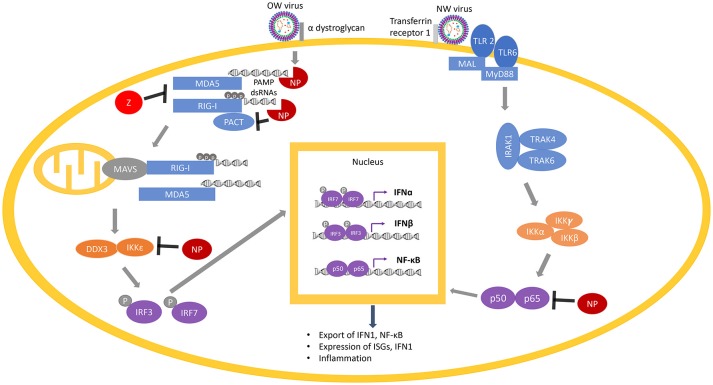 OW virus
α dystroglycan
NW virus
Transferrin
receptor 1
TLR 2
TLR6
MAL
MyD88
PAMP
dsRNAs
MDA5
NP
Z
P P P
RIG-I
NP
PACT
MAVS
P P P
RIG-I
MDA5
DDX3
IKKε
NP
P
IRF3
P
IRF7
Nucleus
P P
IRF7 IRF7
IFNα
P P
IRF3 IRF3
IFNβ
p50 p65
NF-κB
IRAK1
TRAK4
TRAK6
IKKα
IKKγ
IKKβ
p50
p65
NP
• Export of IFN1, NF-κB
• Expression of ISGs, IFN1
• Inflammation